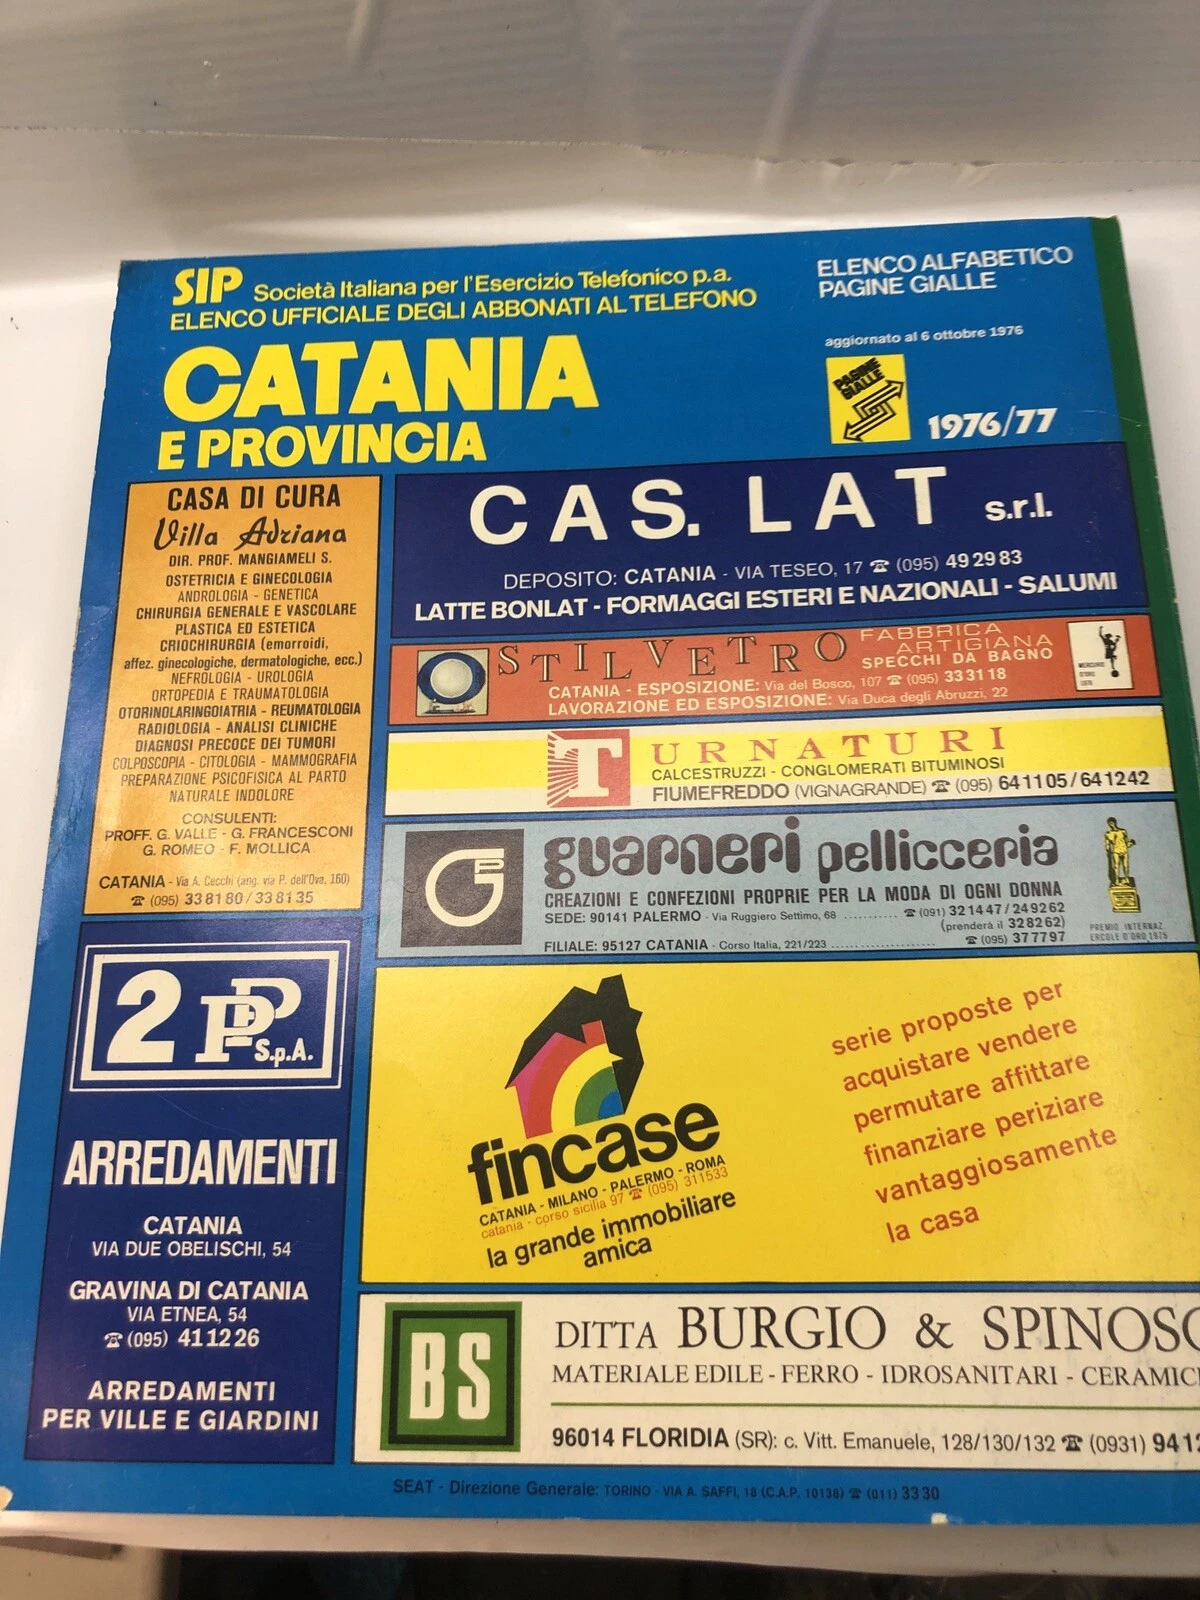 SIP Società Italiana per l'Esercizio Telefonico p.a.
ELENCO UFFICIALE DEGLI ABBONATI AL TELEFONO
CATANIA
E PROVINCIA
ELENCO ALFABETICO
PAGINE GIALLE
aggiornato al 6 ottobre 1976
PAGINE
GIALLE
1976/77
CASA DI CURA
Villa Adriana
DIR. PROF. MANGIAMELI S.
OSTETRICIA E GINECOLOGIA
ANDROLOGIA - GENETICA
CHIRURGIA GENERALE E VASCOLARE
PLASTICA ED ESTETICA
CRIOCHIRURGIA (emorroidi,
affez. ginecologiche, dermatologiche, ecc.)
NEFROLOGIA - UROLOGIA
ORTOPEDIA E TRAUMATOLOGIA
OTORINOLARINGOIATRIA - REUMATOLOGIA
RADIOLOGIA - ANALISI CLINICHE
DIAGNOSI PRECOCE DEI TUMORI
COLPOSCOPIA - CITOLOGIA - MAMMOGRAFIA
PREPARAZIONE PSICOFISICA AL PARTO
NATURALE INDOLORE
CONSULENTI:
PROFF. G. VALLE - G. FRANCESCONI
G. ROMEO - F. MOLLICA
CATANIA - Via A. Cecchi (ang. via P. dell'Ova, 160)
☎ (095) 338180/338135
CAS. LAT s.r.l.
DEPOSITO: CATANIA - VIA TESEO, 17 ☎ (095) 492983
LATTE BONLAT - FORMAGGI ESTERI E NAZIONALI - SALUMI
STILVETRO FABBRICA
ARTIGIANA
SPECCHI DA BAGNO
CATANIA - ESPOSIZIONE: Via del Bosco, 107 ☎ (095) 333118
LAVORAZIONE ED ESPOSIZIONE: Via Duca degli Abruzzi, 22
MERCURIO
D'ORO
1976
TURNATURI
CALCESTRUZZI - CONGLOMERATI BITUMINOSI
FIUMEFREDDO (VIGNAGRANDE) ☎ (095) 641105/641242
guarneri pellicceria
CREAZIONI E CONFEZIONI PROPRIE PER LA MODA DI OGNI DONNA
SEDE: 90141 PALERMO - Via Ruggiero Settimo, 68 .......... ☎ (091) 321447/249262
(prenderà il 328262)
FILIALE: 95127 CATANIA - Corso Italia, 221/223 .................... ☎ (095) 377797
PREMIO INTERNAZ.
ERCOLE D'ORO 1975
2 PP S.p.A.
ARREDAMENTI
CATANIA
VIA DUE OBELISCHI, 54
GRAVINA DI CATANIA
VIA ETNEA, 54
☎ (095) 411226
ARREDAMENTI
PER VILLE E GIARDINI
fincase
CATANIA - MILANO - PALERMO - ROMA
catania - corso sicilia 97 ☎ (095) 311533
la grande immobiliare
amica
serie proposte per
acquistare vendere
permutare affittare
finanziare periziare
vantaggiosamente
la casa
BS
DITTA BURGIO & SPINOSO
MATERIALE EDILE - FERRO - IDROSANITARI - CERAMIC
96014 FLORIDIA (SR): c. Vitt. Emanuele, 128/130/132 ☎ (0931) 9412
SEAT - Direzione Generale: TORINO - VIA A. SAFFI, 18 (C.A.P. 10138) ☎ (011) 3330